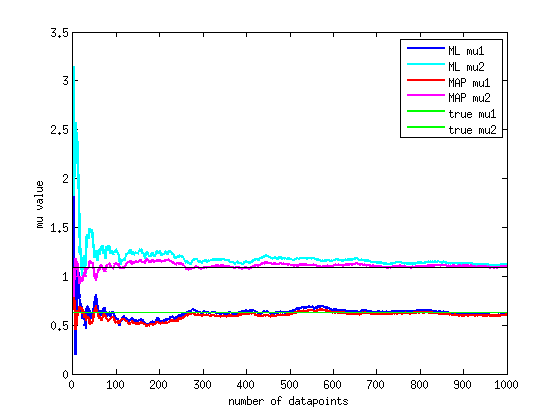 3.5
3
2.5
2
1.5
1
0.5
0
mu value
ML mu1
ML mu2
MAP mu1
MAP mu2
true mu1
true mu2
0 100 200 300 400 500 600 700 800 900 1000
number of datapoints